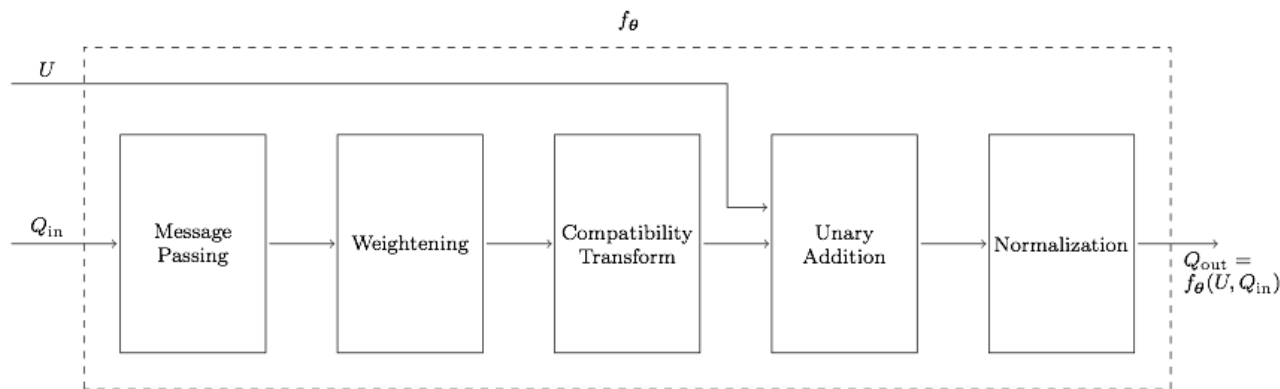 f_θ
U
Q_in
Message
Passing
Weightening
Compatibility
Transform
Unary
Addition
Normalization
Q_out =
f_θ(U, Q_in)